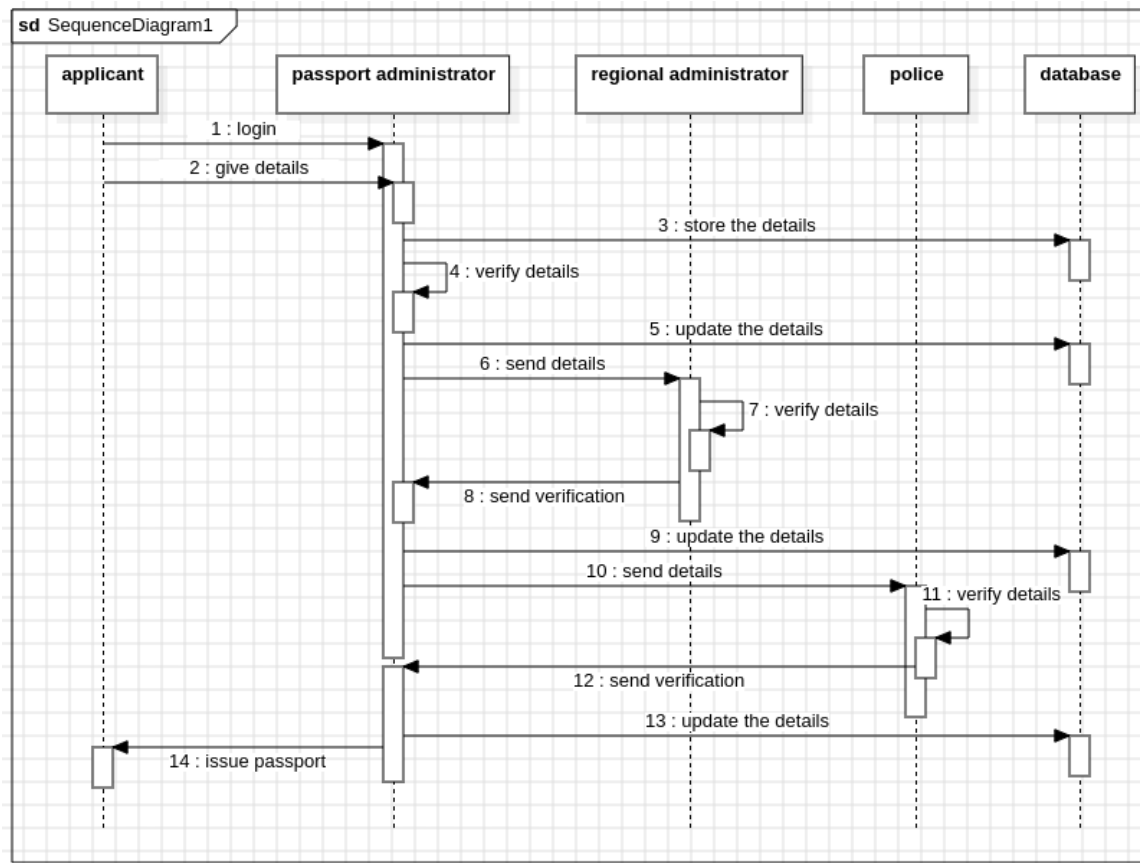 sd SequenceDiagram1
applicant
passport administrator
regional administrator
police
database
1 : login
2 : give details
3 : store the details
4 : verify details
5 : update the details
6 : send details
7 : verify details
8 : send verification
9 : update the details
10 : send details
11 : verify details
12 : send verification
13 : update the details
14 : issue passport